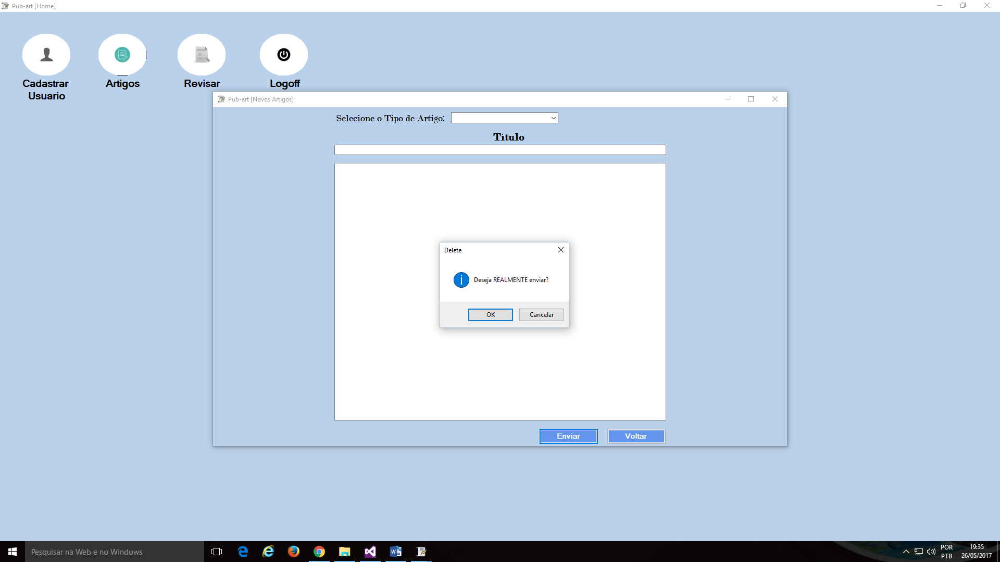 Pub-art [Home]
Cadastrar
Usuario
Artigos
Revisar
Logoff
Pub-art [Novos Artigos]
Selecione o Tipo de Artigo:
Título
Delete
Deseja REALMENTE enviar?
OK
Cancelar
Enviar
Voltar
Pesquisar na Web e no Windows
POR
PTB
19:35
26/05/2017